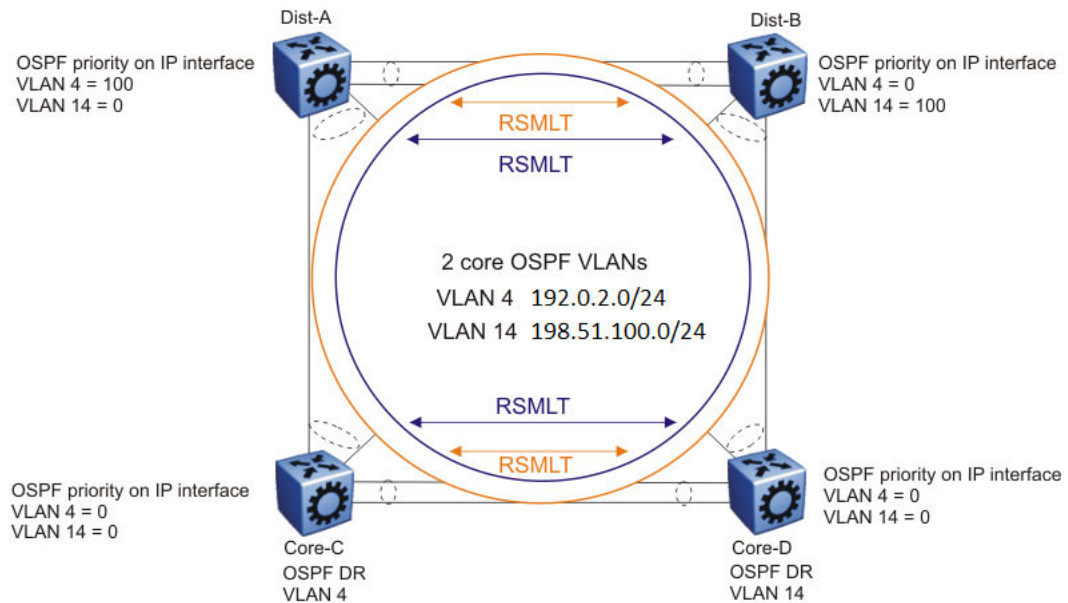 Dist-A
Dist-B
OSPF priority on IP interface
VLAN 4 = 100
VLAN 14 = 0
OSPF priority on IP interface
VLAN 4 = 0
VLAN 14 = 100
RSMLT
RSMLT
2 core OSPF VLANs
VLAN 4 192.0.2.0/24
VLAN 14 198.51.100.0/24
RSMLT
RSMLT
OSPF priority on IP interface
VLAN 4 = 0
VLAN 14 = 0
OSPF priority on IP interface
VLAN 4 = 0
VLAN 14 = 0
Core-C
OSPF DR
VLAN 4
Core-D
OSPF DR
VLAN 14